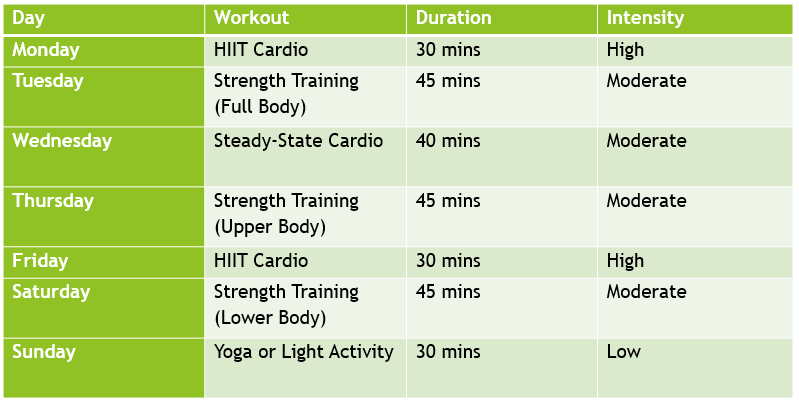 Day Workout Duration Intensity
Monday HIIT Cardio 30 mins High
Tuesday Strength Training 45 mins Moderate
(Full Body)
Wednesday Steady-State Cardio 40 mins Moderate
Thursday Strength Training 45 mins Moderate
(Upper Body)
Friday HIIT Cardio 30 mins High
Saturday Strength Training 45 mins Moderate
(Lower Body)
Sunday Yoga or Light Activity 30 mins Low